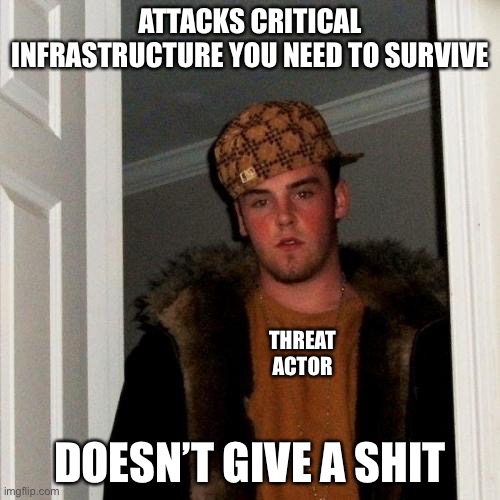 ATTACKS CRITICAL
INFRASTRUCTURE YOU NEED TO SURVIVE
THREAT
ACTOR
DOESN'T GIVE A SHIT
imgflip.com